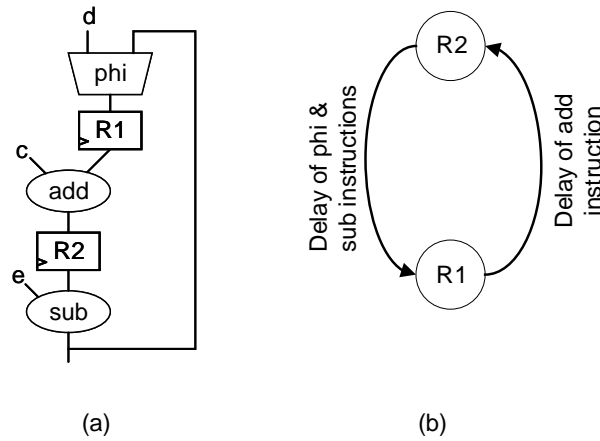 d
phi
R1
c
add
R2
e
sub
(a)
R2
Delay of phi &
sub instructions
Delay of add
instruction
R1
(b)